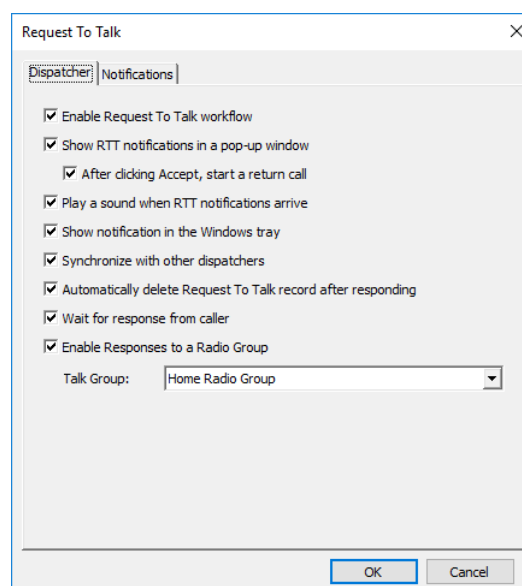 Request To Talk
Dispatcher
Notifications
Enable Request To Talk workflow
Show RTT notifications in a pop-up window
After clicking Accept, start a return call
Play a sound when RTT notifications arrive
Show notification in the Windows tray
Synchronize with other dispatchers
Automatically delete Request To Talk record after responding
Wait for response from caller
Enable Responses to a Radio Group
Talk Group: Home Radio Group
OK Cancel